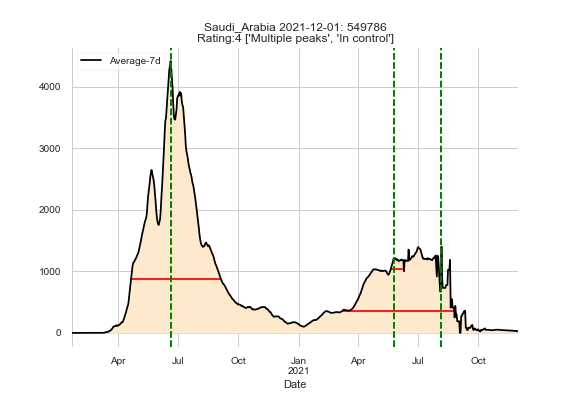 Saudi_Arabia 2021-12-01: 549786
Rating:4 ['Multiple peaks', 'In control']
Average-7d
4000
3000
2000
1000
0
Apr Jul Oct Jan Apr Jul Oct
2021
Date